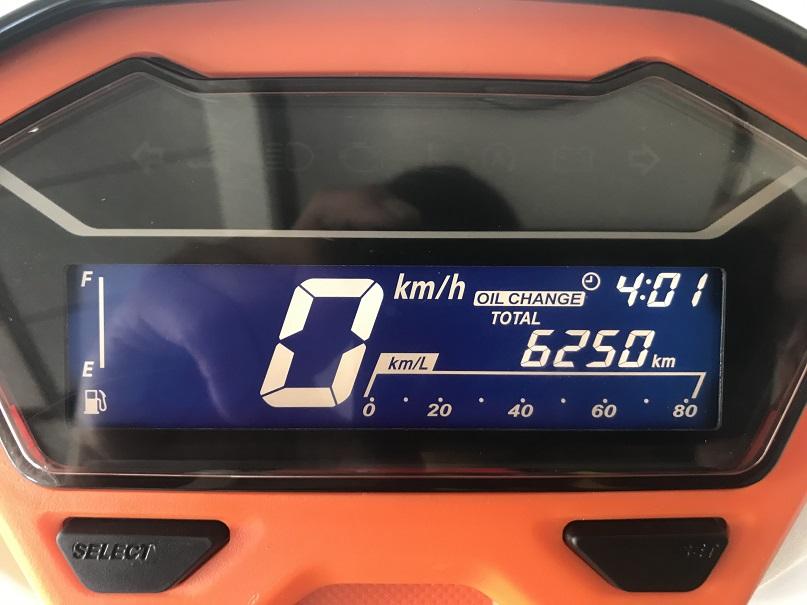 F
km/h
OIL CHANGE
4:01
TOTAL
6250 km
0
E
km/L
0 20 40 60 80
SELECT